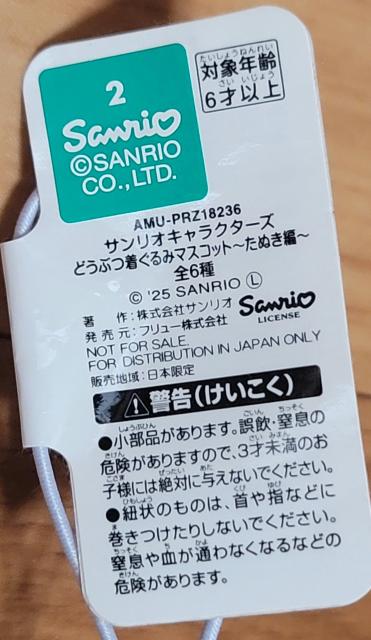 2
Sanrio
©SANRIO
CO.,LTD.
対象年齢
たいしょうねんれい
6才以上
さい いじょう
AMU-PRZ18236
サンリオキャラクターズ
どうぶつ着ぐるみマスコット~たぬき編~
全6種
© '25 SANRIO Ⓛ
著 作:株式会社サンリオ
発 売 元:フリュー株式会社
Sanrio
LICENSE
NOT FOR SALE.
FOR DISTRIBUTION IN JAPAN ONLY
販売地域:日本限定
⚠警告(けいこく)
●小部品があります。誤飲・窒息の
危険がありますので、3才未満のお
子様には絶対に与えないでください。
●紐状のものは、首や指などに
巻きつけたりしないでください。
窒息や血が通わなくなるなどの
危険があります。